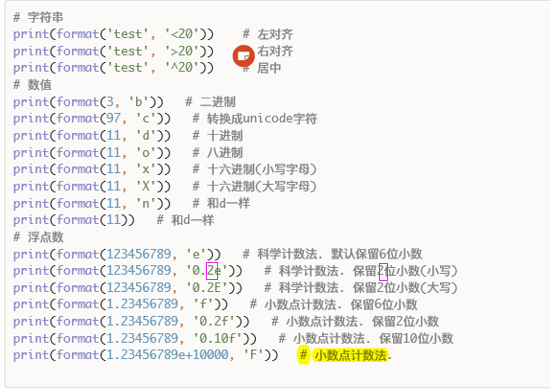 # 字符串
print(format('test', '<20'))    # 左对齐
print(format('test', '>20'))    # 右对齐
print(format('test', '^20'))    # 居中
# 数值
print(format(3, 'b'))   # 二进制
print(format(97, 'c'))   # 转换成unicode字符
print(format(11, 'd'))   # 十进制
print(format(11, 'o'))   # 八进制
print(format(11, 'x'))   # 十六进制(小写字母)
print(format(11, 'X'))   # 十六进制(大写字母)
print(format(11, 'n'))   # 和d一样
print(format(11))   # 和d一样
# 浮点数
print(format(123456789, 'e'))   # 科学计数法. 默认保留6位小数
print(format(123456789, '0.2e'))   # 科学计数法. 保留2位小数(小写)
print(format(123456789, '0.2E'))   # 科学计数法. 保留2位小数(大写)
print(format(1.23456789, 'f'))   # 小数点计数法. 保留6位小数
print(format(1.23456789, '0.2f'))   # 小数点计数法. 保留2位小数
print(format(1.23456789, '0.10f'))   # 小数点计数法. 保留10位小数
print(format(1.23456789e+10000, 'F'))   # 小数点计数法.